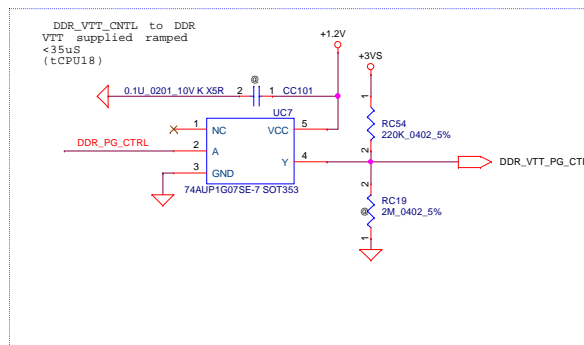 DDR_VTT_CNTL to DDR
VTT supplied ramped
<35uS
(tCPU18)
+1.2V
+3VS
@
0.1U_0201_10V K X5R 2 1 CC101
UC7
1 NC VCC 5
DDR_PG_CTRL 2 A
Y 4
3 GND
74AUP1G07SE-7 SOT353
1
RC54
220K_0402_5%
2
DDR_VTT_PG_CT
2
RC19
@ 2M_0402_5%
1